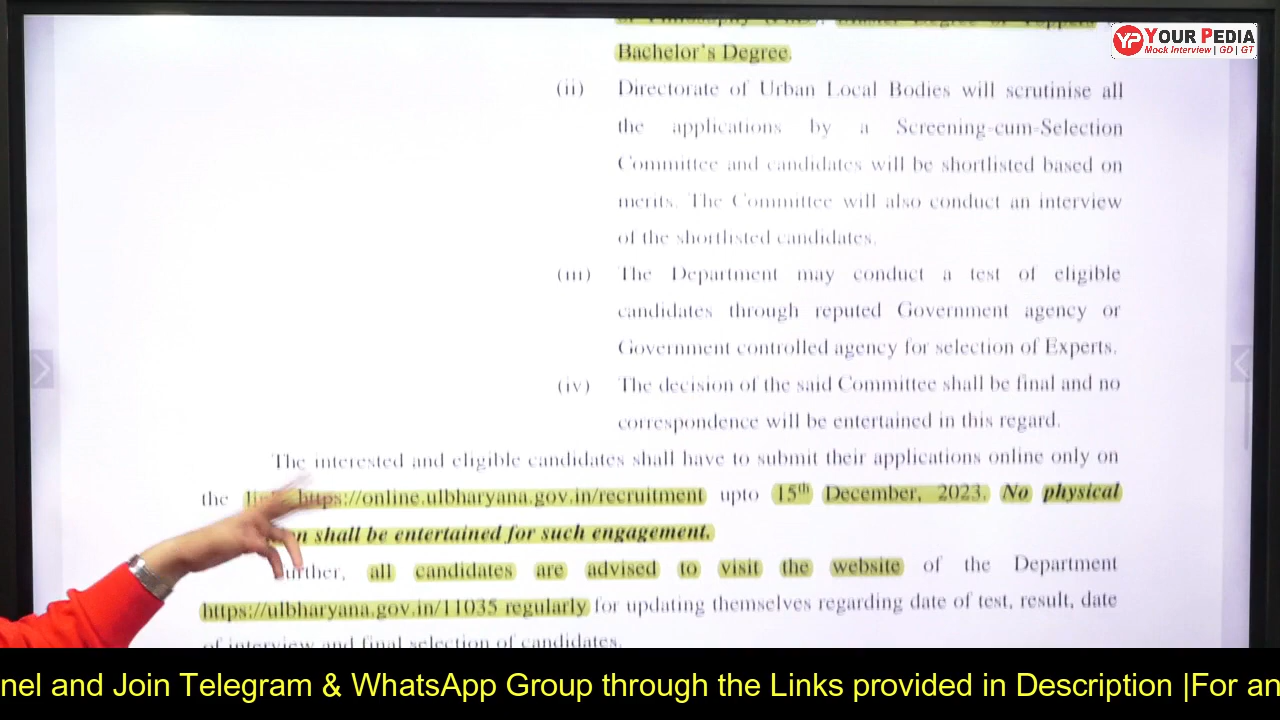 YP YOUR PEDIA
Mock Interview | GD | GT
Bachelor's Degree.
(ii) Directorate of Urban Local Bodies will scrutinise all
the applications by a Screening-cum-Selection
Committee and candidates will be shortlisted based on
merits. The Committee will also conduct an interview
of the shortlisted candidates.
(iii) The Department may conduct a test of eligible
candidates through reputed Government agency or
Government controlled agency for selection of Experts.
(iv) The decision of the said Committee shall be final and no
correspondence will be entertained in this regard.
The interested and eligible candidates shall have to submit their applications online only on
the https://online.ulbharyana.gov.in/recruitment upto 15th December, 2023. No physical
shall be entertained for such engagement.
all candidates are advised to visit the website of the Department
https://ulbharyana.gov.in/11035 regularly for updating themselves regarding date of test, result, date
of interview and final selection of candidates.
nel and Join Telegram & WhatsApp Group through the Links provided in Description |For an